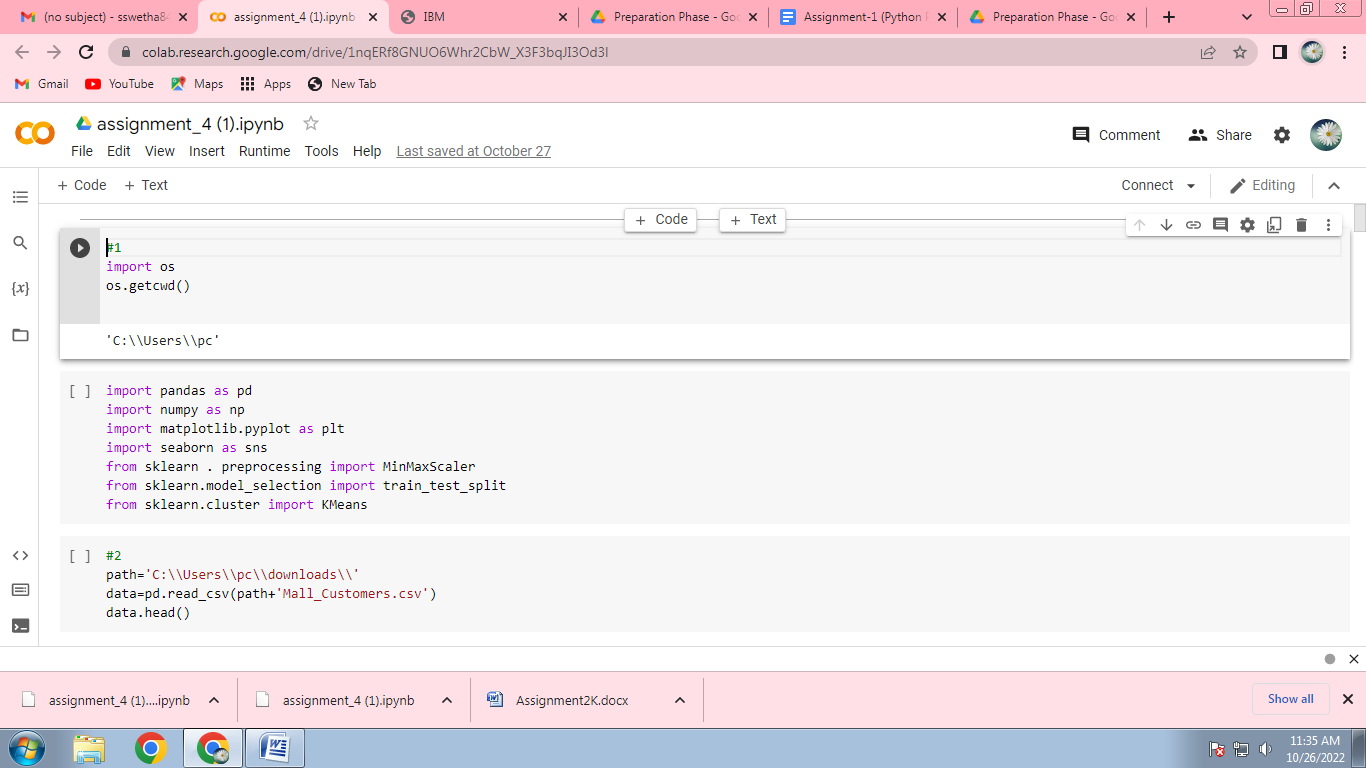 (no subject) - sswetha84
assignment_4 (1).ipynb
IBM
Preparation Phase - Goo
Assignment-1 (Python P
Preparation Phase - Goo
colab.research.google.com/drive/1nqERf8GNUO6Whr2CbW_X3F3bqJI3Od3I
Gmail
YouTube
Maps
Apps
New Tab
assignment_4 (1).ipynb
Comment
Share
File
Edit
View
Insert
Runtime
Tools
Help
Last saved at October 27
+ Code
+ Text
Connect
Editing
+ Code
+ Text
#1
import os
os.getcwd()
'C:\\Users\\pc'
[ ]
import pandas as pd
import numpy as np
import matplotlib.pyplot as plt
import seaborn as sns
from sklearn . preprocessing import MinMaxScaler
from sklearn.model_selection import train_test_split
from sklearn.cluster import KMeans
[ ]
#2
path='C:\\Users\\pc\\downloads\\'
data=pd.read_csv(path+'Mall_Customers.csv')
data.head()
{x}
assignment_4 (1)....ipynb
assignment_4 (1).ipynb
Assignment2K.docx
Show all
11:35 AM
10/26/2022